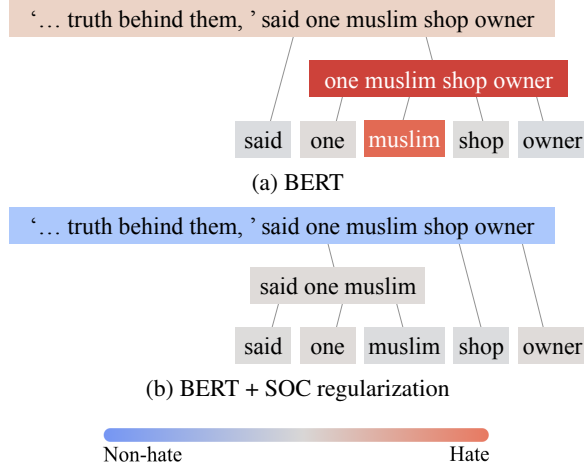 ‘… truth behind them, ’ said one muslim shop owner
one muslim shop owner
said one muslim shop owner
(a) BERT
‘… truth behind them, ’ said one muslim shop owner
said one muslim
said one muslim shop owner
(b) BERT + SOC regularization
Non-hate Hate